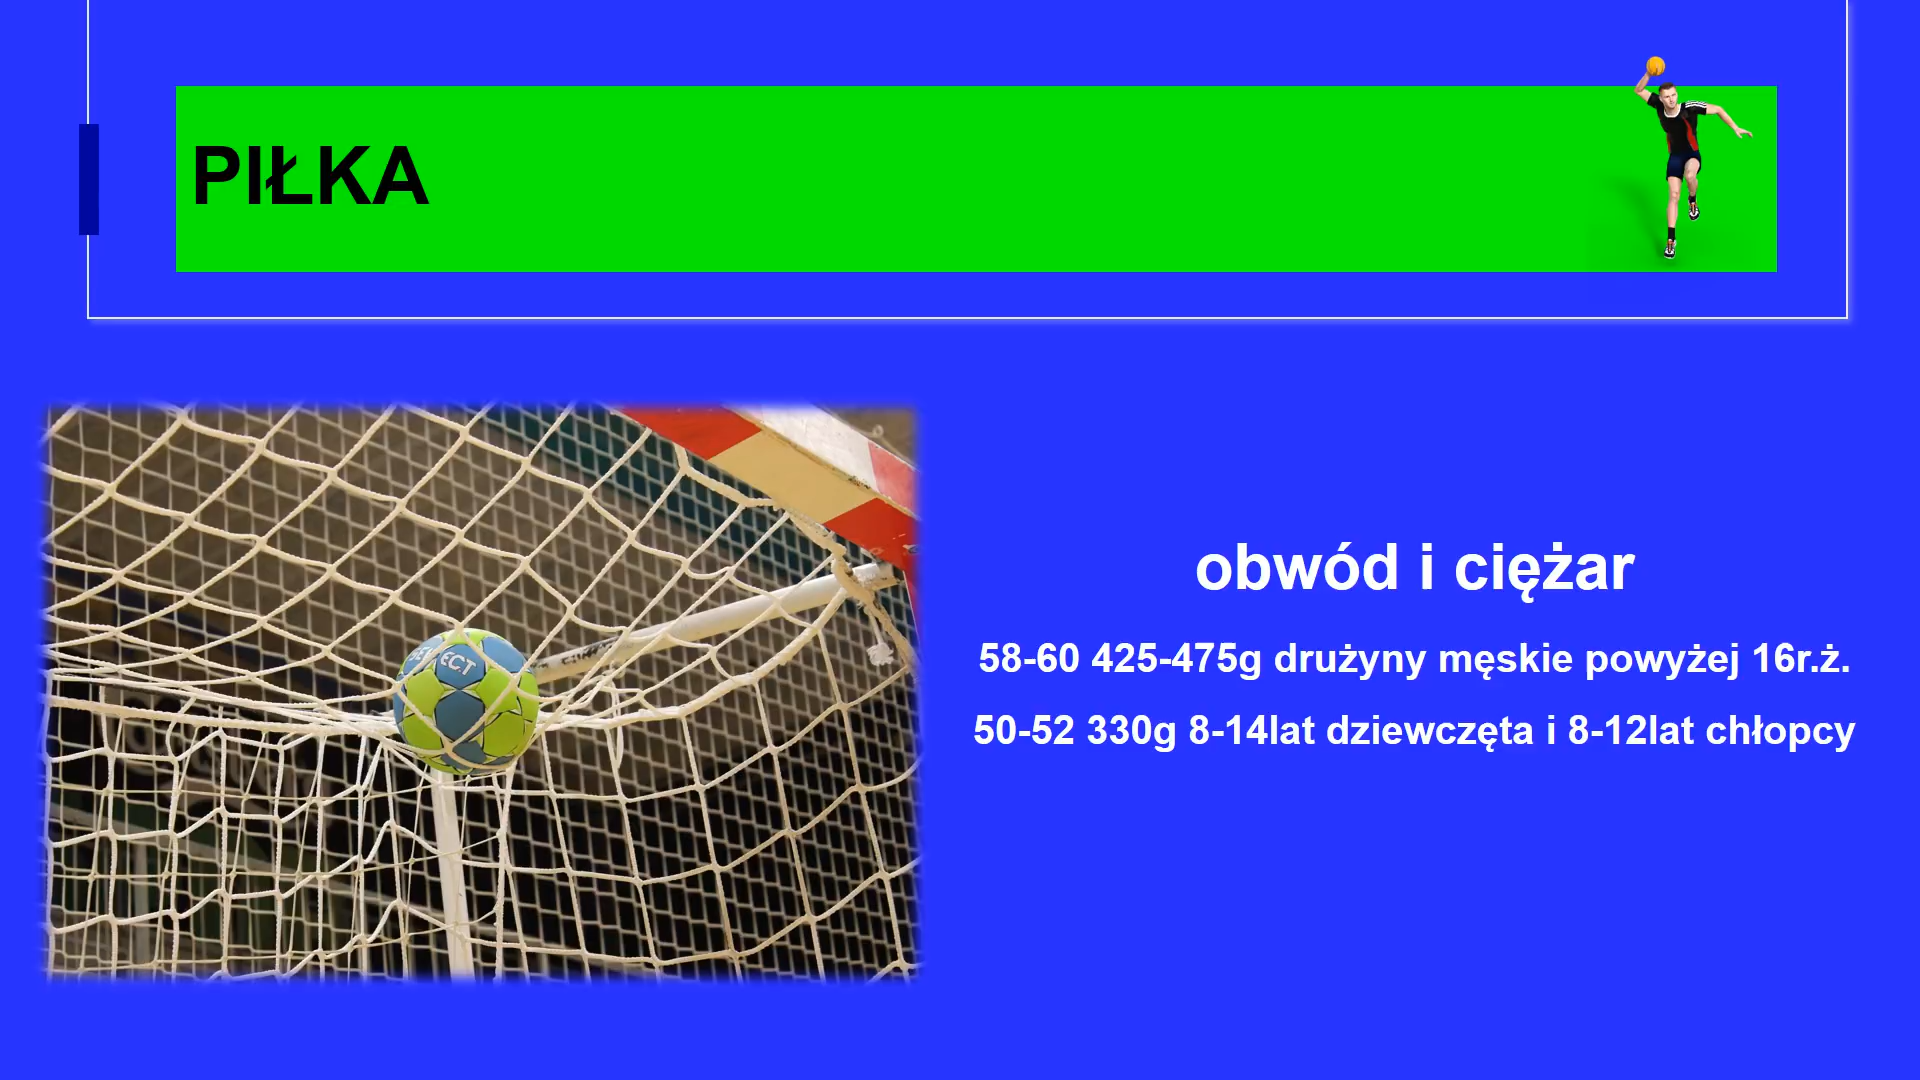 PIŁKA
obwód i ciężar
58-60 425-475g drużyny męskie powyżej 16r.ż.
50-52 330g 8-14lat dziewczęta i 8-12lat chłopcy